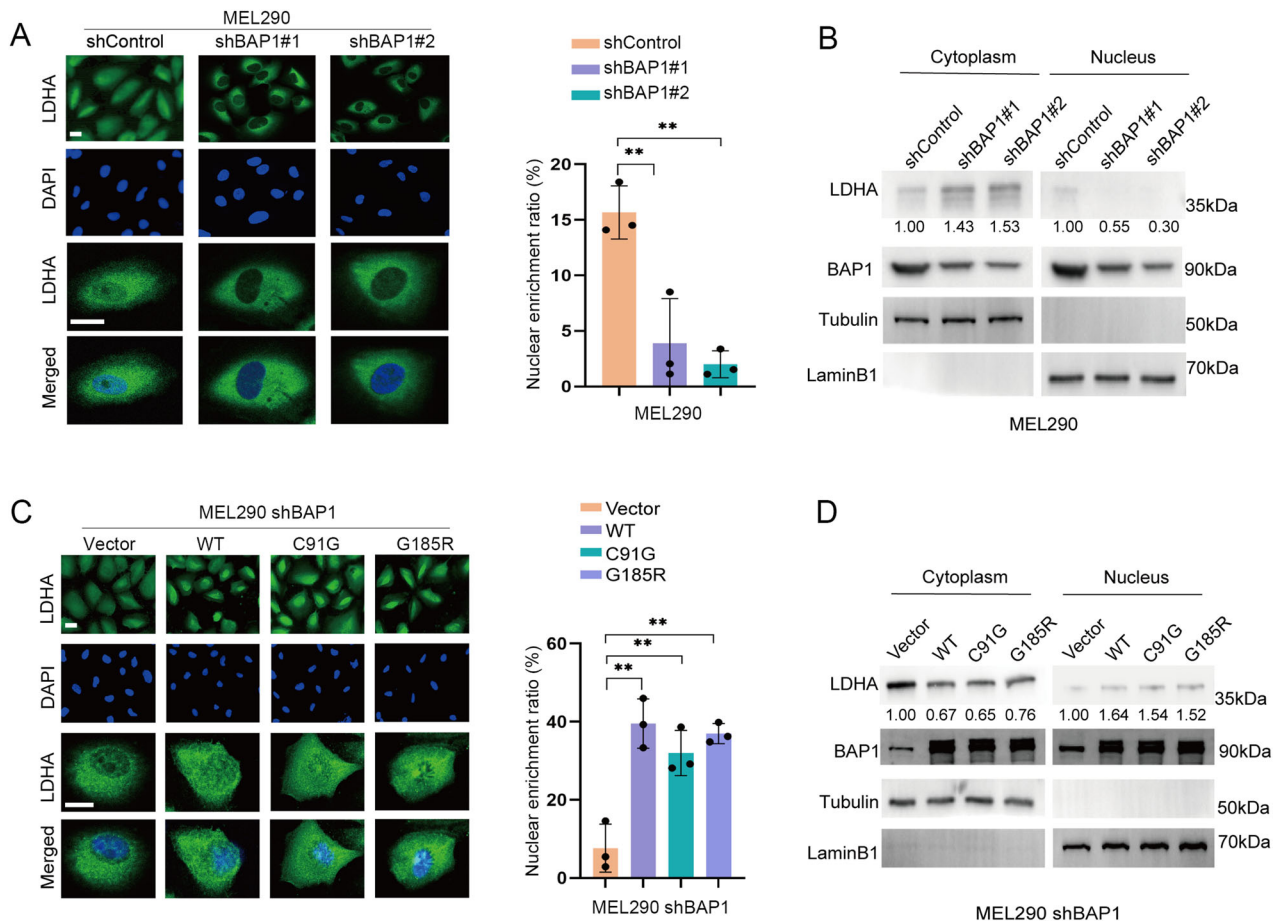 A
MEL290
shControl shBAP1#1 shBAP1#2
LDHA
DAPI
LDHA
Merged
shControl
shBAP1#1
shBAP1#2
Nuclear enrichment ratio (%)
20
15
10
5
0
** **
MEL290
B
Cytoplasm Nucleus
shControl shBAP1#1 shBAP1#2 shControl shBAP1#1 shBAP1#2
LDHA 35kDa
1.00 1.43 1.53 1.00 0.55 0.30
BAP1 90kDa
Tubulin 50kDa
LaminB1 70kDa
MEL290
C
MEL290 shBAP1
Vector WT C91G G185R
LDHA
DAPI
LDHA
Merged
Vector
WT
C91G
G185R
Nuclear enrichment ratio (%)
60
40
20
0
** ** **
MEL290 shBAP1
D
Cytoplasm Nucleus
Vector WT C91G G185R Vector WT C91G G185R
LDHA 35kDa
1.00 0.67 0.65 0.76 1.00 1.64 1.54 1.52
BAP1 90kDa
Tubulin 50kDa
LaminB1 70kDa
MEL290 shBAP1